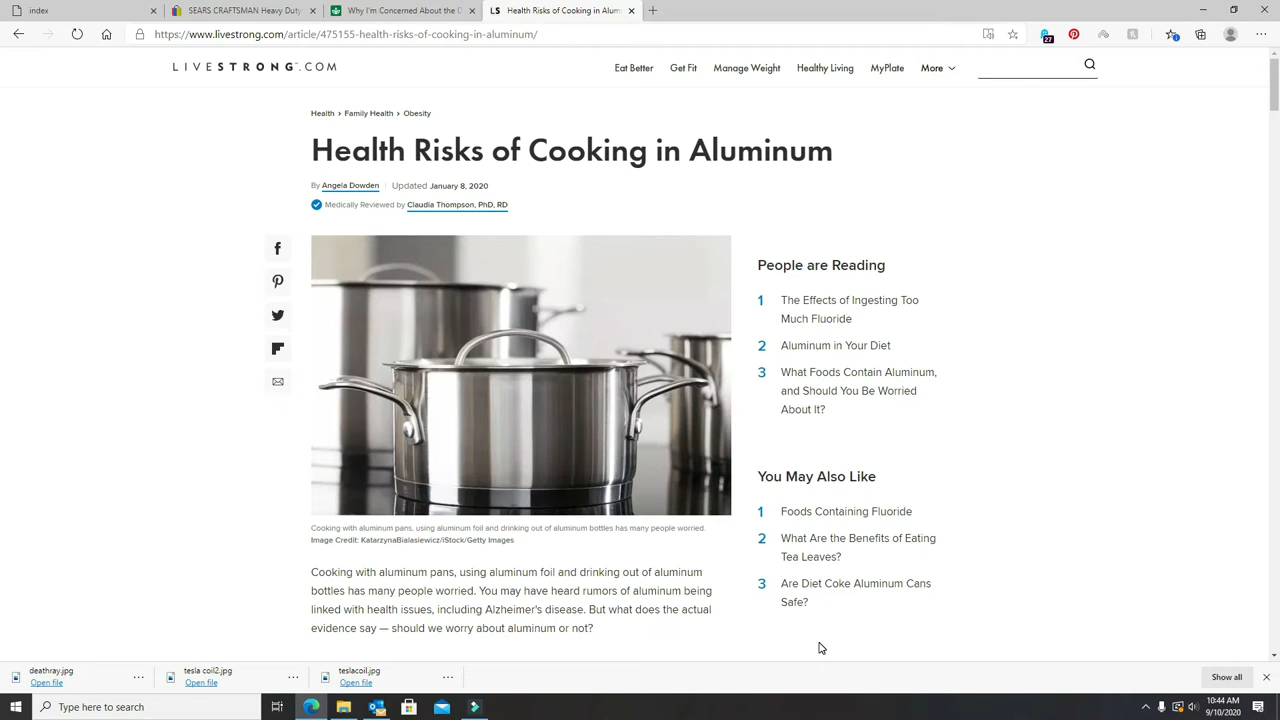 index
SEARS CRAFTSMAN Heavy Duty
Why I'm Concerned About the D
LS Health Risks of Cooking in Alum
https://www.livestrong.com/article/475155-health-risks-of-cooking-in-aluminum/
27
LIVESTRONG.COM
Eat Better Get Fit Manage Weight Healthy Living MyPlate More
Health > Family Health > Obesity
Health Risks of Cooking in Aluminum
By Angela Dowden | Updated January 8, 2020
Medically Reviewed by Claudia Thompson, PhD, RD
Cooking with aluminum pans, using aluminum foil and drinking out of aluminum bottles has many people worried.
Image Credit: KatarzynaBialasiewicz/iStock/Getty Images
Cooking with aluminum pans, using aluminum foil and drinking out of aluminum
bottles has many people worried. You may have heard rumors of aluminum being
linked with health issues, including Alzheimer's disease. But what does the actual
evidence say — should we worry about aluminum or not?
People are Reading
1 The Effects of Ingesting Too
Much Fluoride
2 Aluminum in Your Diet
3 What Foods Contain Aluminum,
and Should You Be Worried
About It?
You May Also Like
1 Foods Containing Fluoride
2 What Are the Benefits of Eating
Tea Leaves?
3 Are Diet Coke Aluminum Cans
Safe?
deathray.jpg
Open file
tesla coil2.jpg
Open file
teslacoil.jpg
Open file
Show all
Type here to search
10:44 AM
9/10/2020